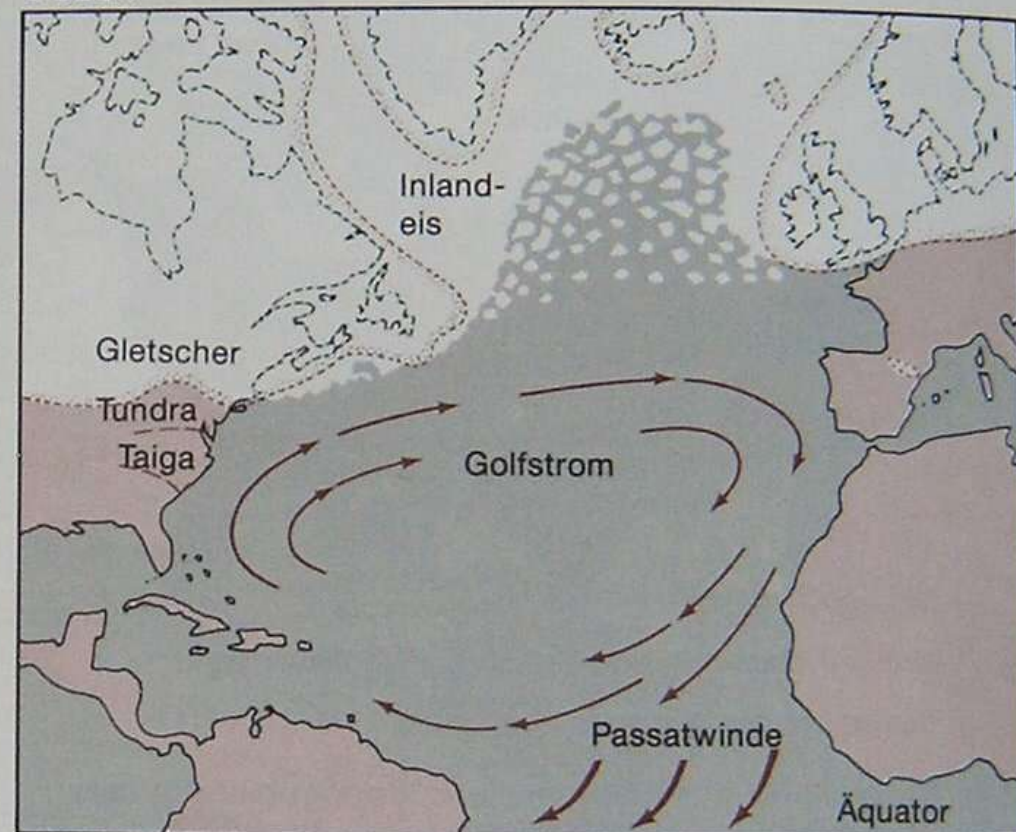 Inland-
eis
Gletscher
Tundra
Taiga
Golfstrom
Passatwinde
Äquator